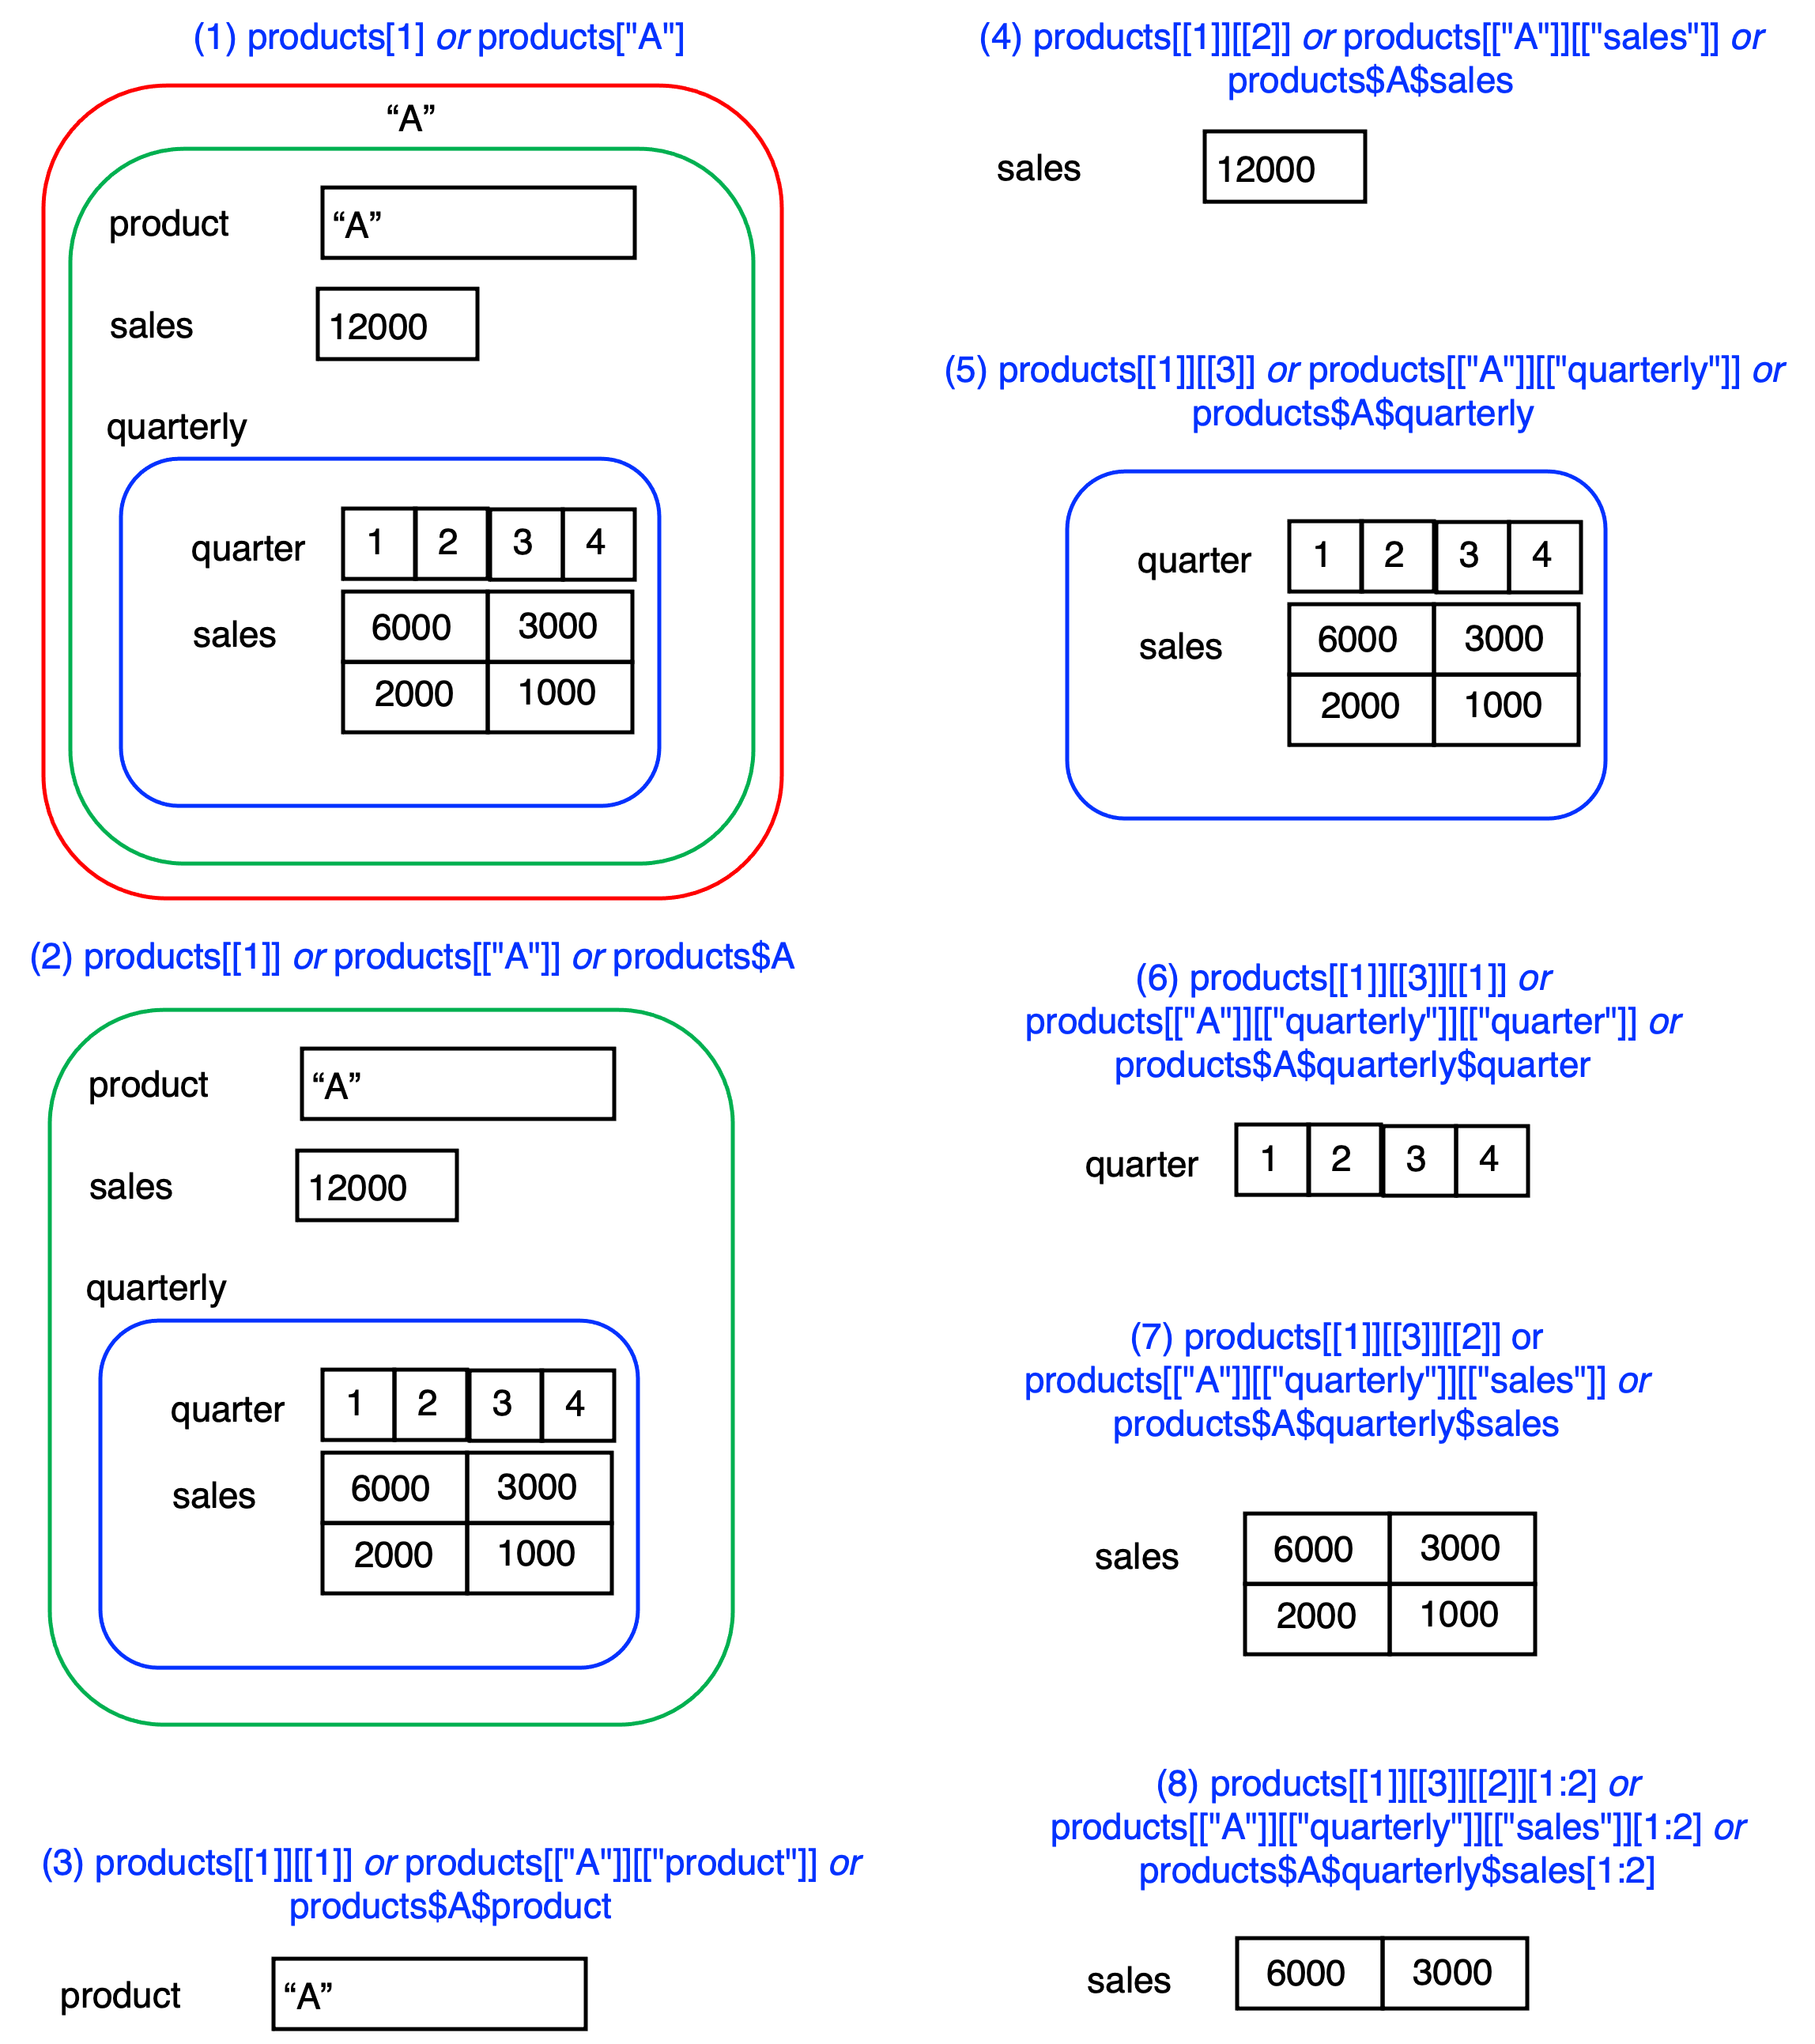 (1) products[1] or products["A"]
“A”
product “A”
sales 12000
quarterly
quarter 1 2 3 4
sales 6000 3000
2000 1000
(2) products[[1]] or products[["A"]] or products$A
product “A”
sales 12000
quarterly
quarter 1 2 3 4
sales 6000 3000
2000 1000
(3) products[[1]][[1]] or products[["A"]][["product"]] or
products$A$product
product “A”
(4) products[[1]][[2]] or products[["A"]][["sales"]] or
products$A$sales
sales 12000
(5) products[[1]][[3]] or products[["A"]][["quarterly"]] or
products$A$quarterly
quarter 1 2 3 4
sales 6000 3000
2000 1000
(6) products[[1]][[3]][[1]] or
products[["A"]][["quarterly"]][["quarter"]] or
products$A$quarterly$quarter
quarter 1 2 3 4
(7) products[[1]][[3]][[2]] or
products[["A"]][["quarterly"]][["sales"]] or
products$A$quarterly$sales
sales 6000 3000
2000 1000
(8) products[[1]][[3]][[2]][1:2] or
products[["A"]][["quarterly"]][["sales"]][1:2] or
products$A$quarterly$sales[1:2]
sales 6000 3000